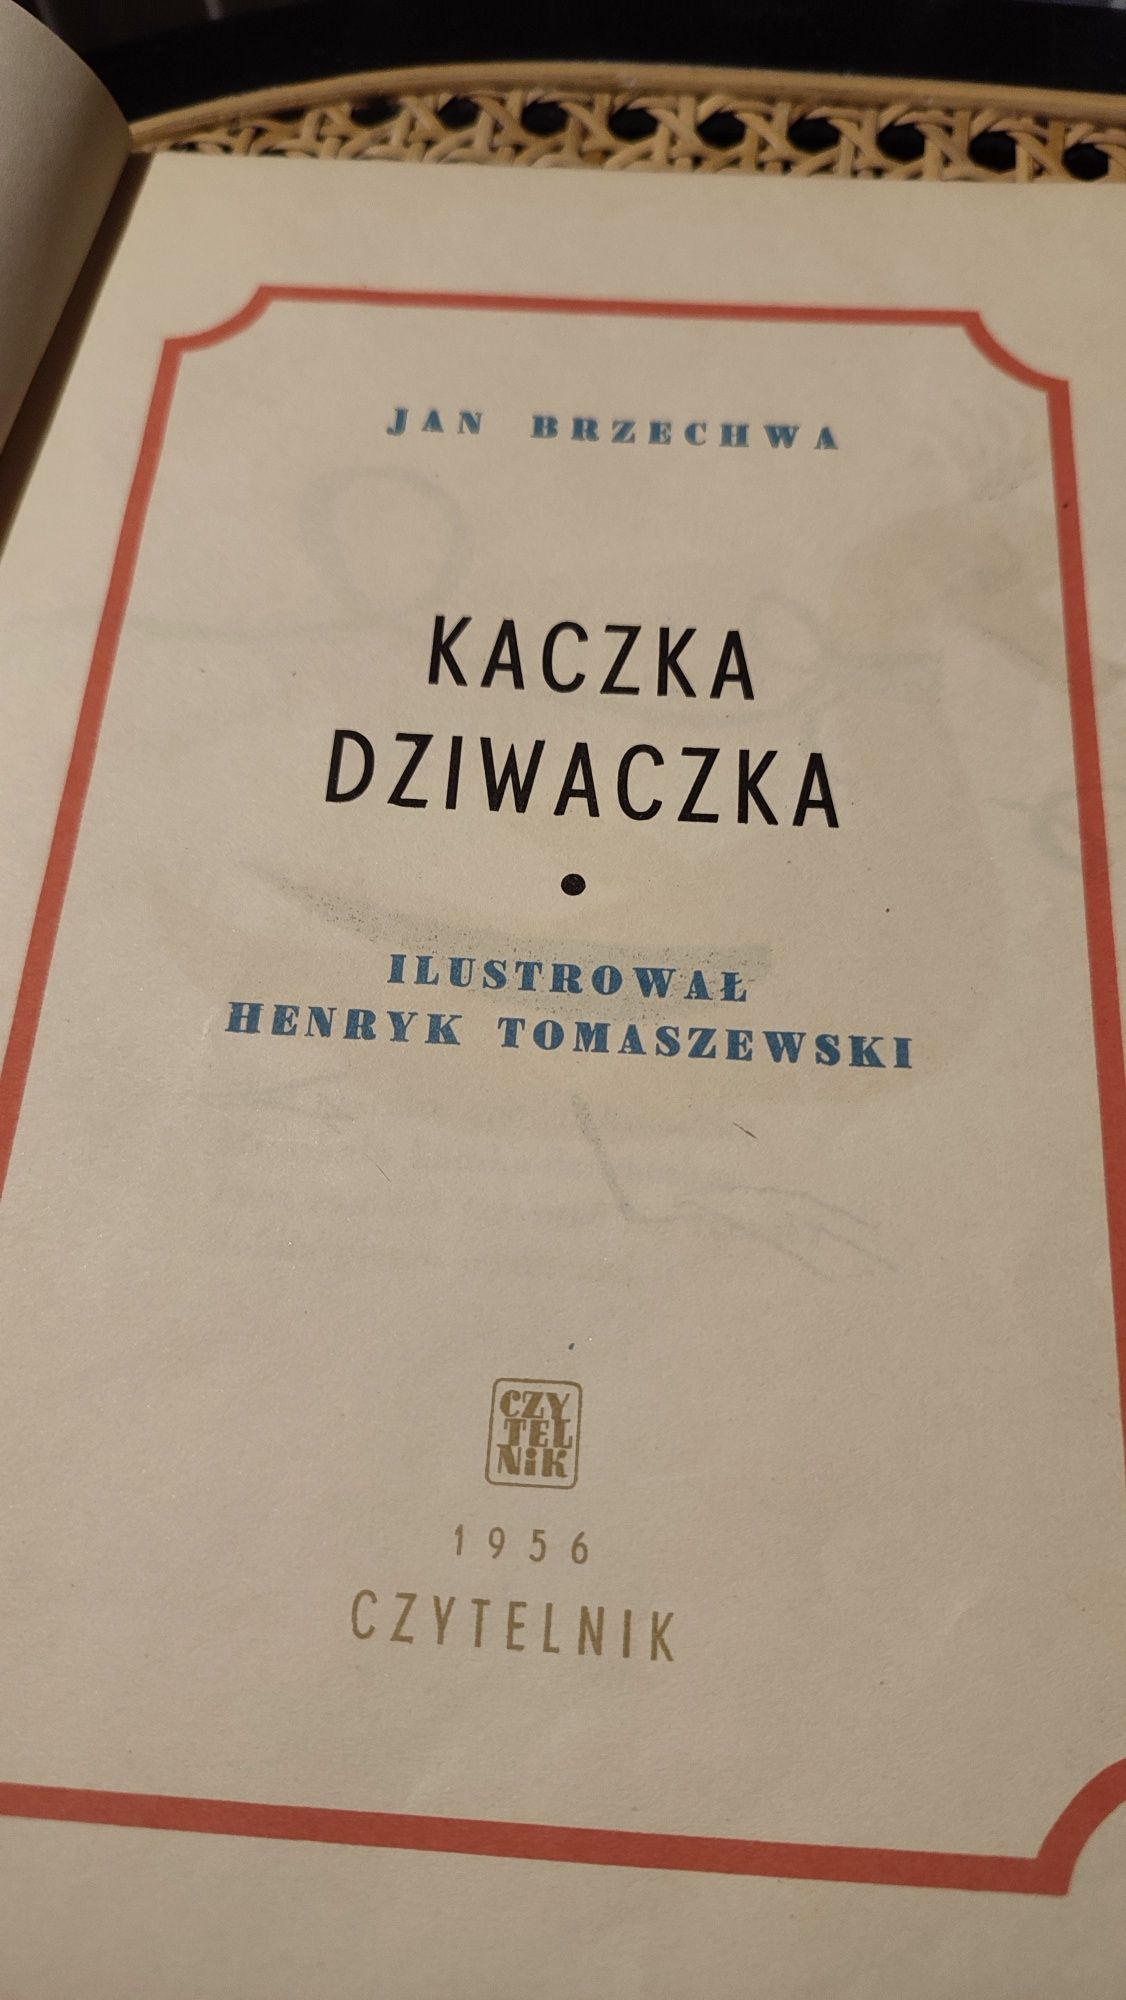 JAN BRZECHWA
KACZKA
DZIWACZKA
•
ILUSTROWAŁ
HENRYK TOMASZEWSKI
CZY
TEL
NiK
1956
CZYTELNIK